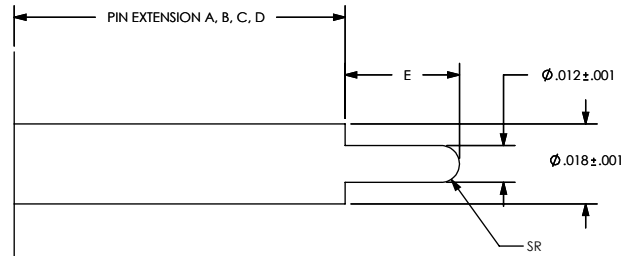 PIN EXTENSION A, B, C, D
E
Ø.012±.001
Ø.018±.001
SR